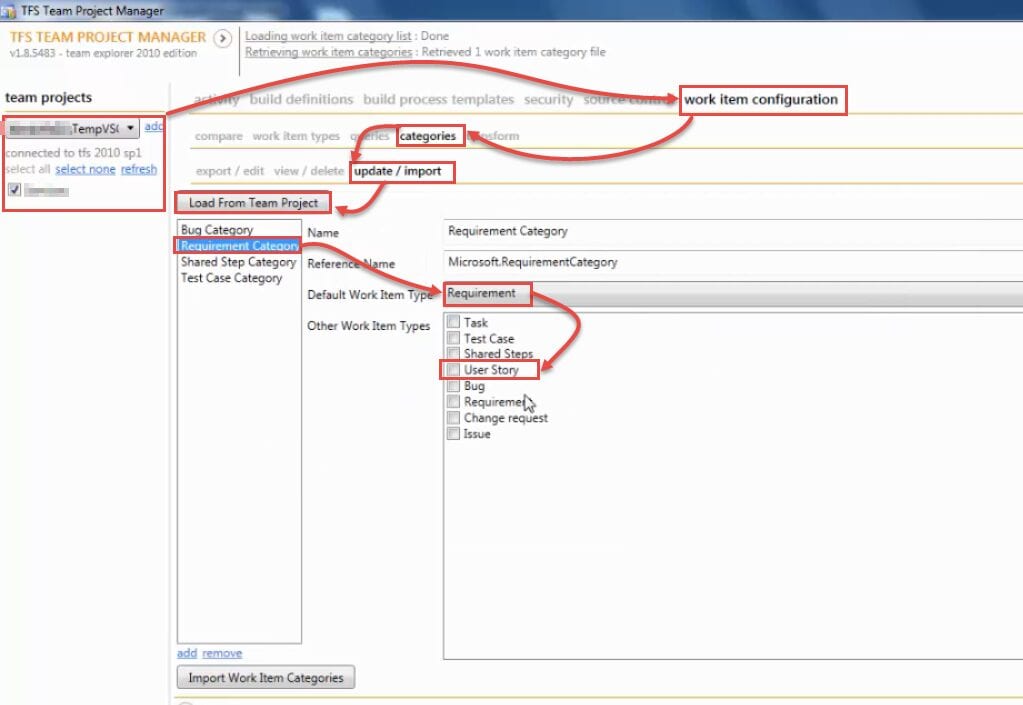 TFS Team Project Manager
TFS TEAM PROJECT MANAGER
v1.8.5483 - team explorer 2010 edition
Loading work item category list : Done
Retrieving work item categories : Retrieved 1 work item category file
team projects
activity build definitions build process templates security source control work item configuration
TempVS( add
compare work item types queries categories transform
connected to tfs 2010 sp1
select all select none refresh
export / edit view / delete update / import
Load From Team Project
Bug Category
Requirement Category
Shared Step Category
Test Case Category
Name
Requirement Category
Reference Name
Microsoft.RequirementCategory
Default Work Item Type
Requirement
Other Work Item Types
Task
Test Case
Shared Steps
User Story
Bug
Requirement
Change request
Issue
add remove
Import Work Item Categories